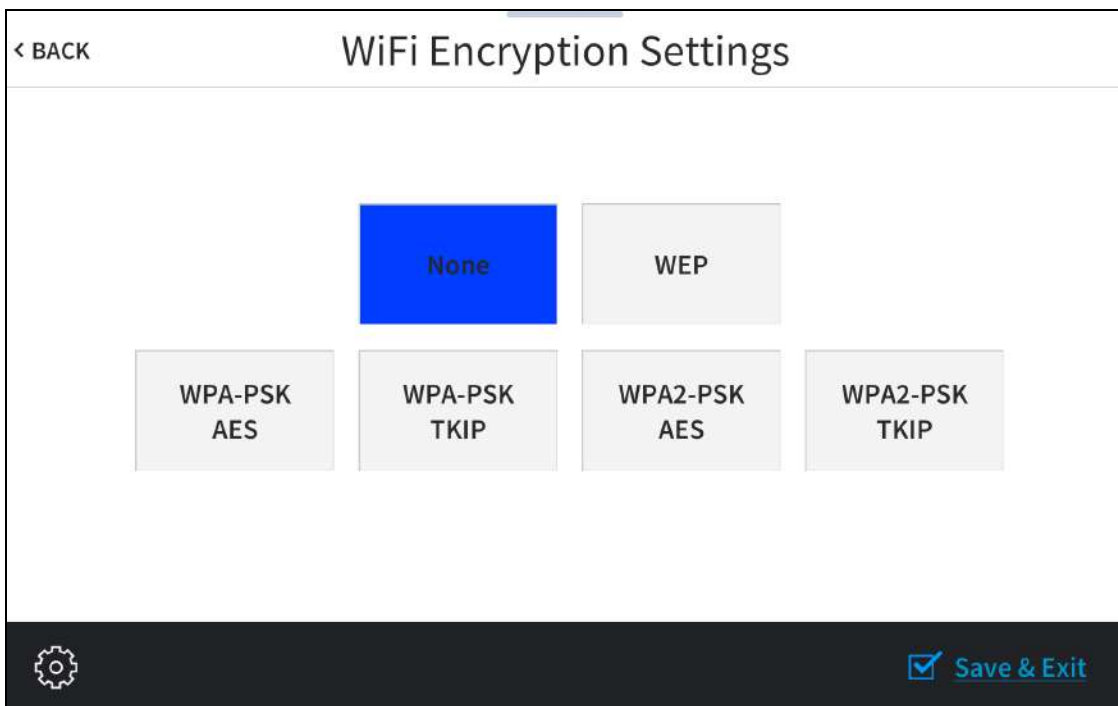 < BACK
WiFi Encryption Settings
None
WEP
WPA-PSK
AES
WPA-PSK
TKIP
WPA2-PSK
AES
WPA2-PSK
TKIP
Save & Exit